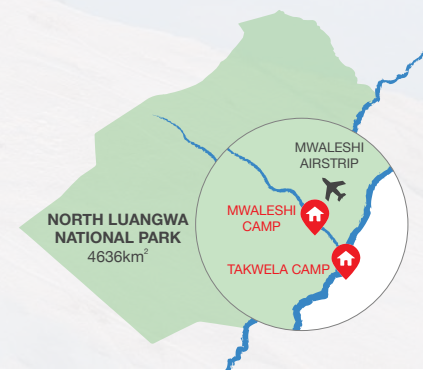 MWALESHI
AIRSTRIP
MWALESHI
CAMP
NORTH LUANGWA
NATIONAL PARK
4636km²
TAKWELA CAMP